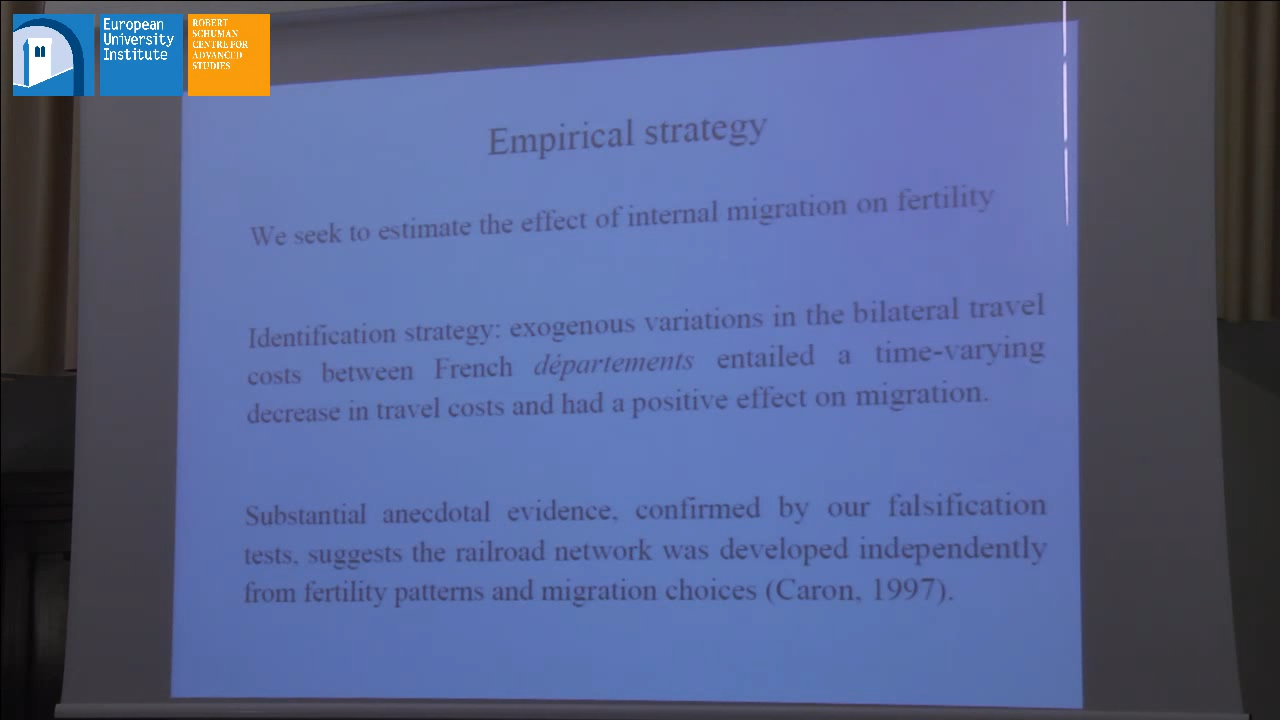 European
University
Institute
ROBERT
SCHUMAN
CENTRE FOR
ADVANCED
STUDIES
Empirical strategy
We seek to estimate the effect of internal migration on fertility
Identification strategy: exogenous variations in the bilateral travel
costs between French départements entailed a time-varying
decrease in travel costs and had a positive effect on migration.
Substantial anecdotal evidence, confirmed by our falsification
tests, suggests the railroad network was developed independently
from fertility patterns and migration choices (Caron, 1997).